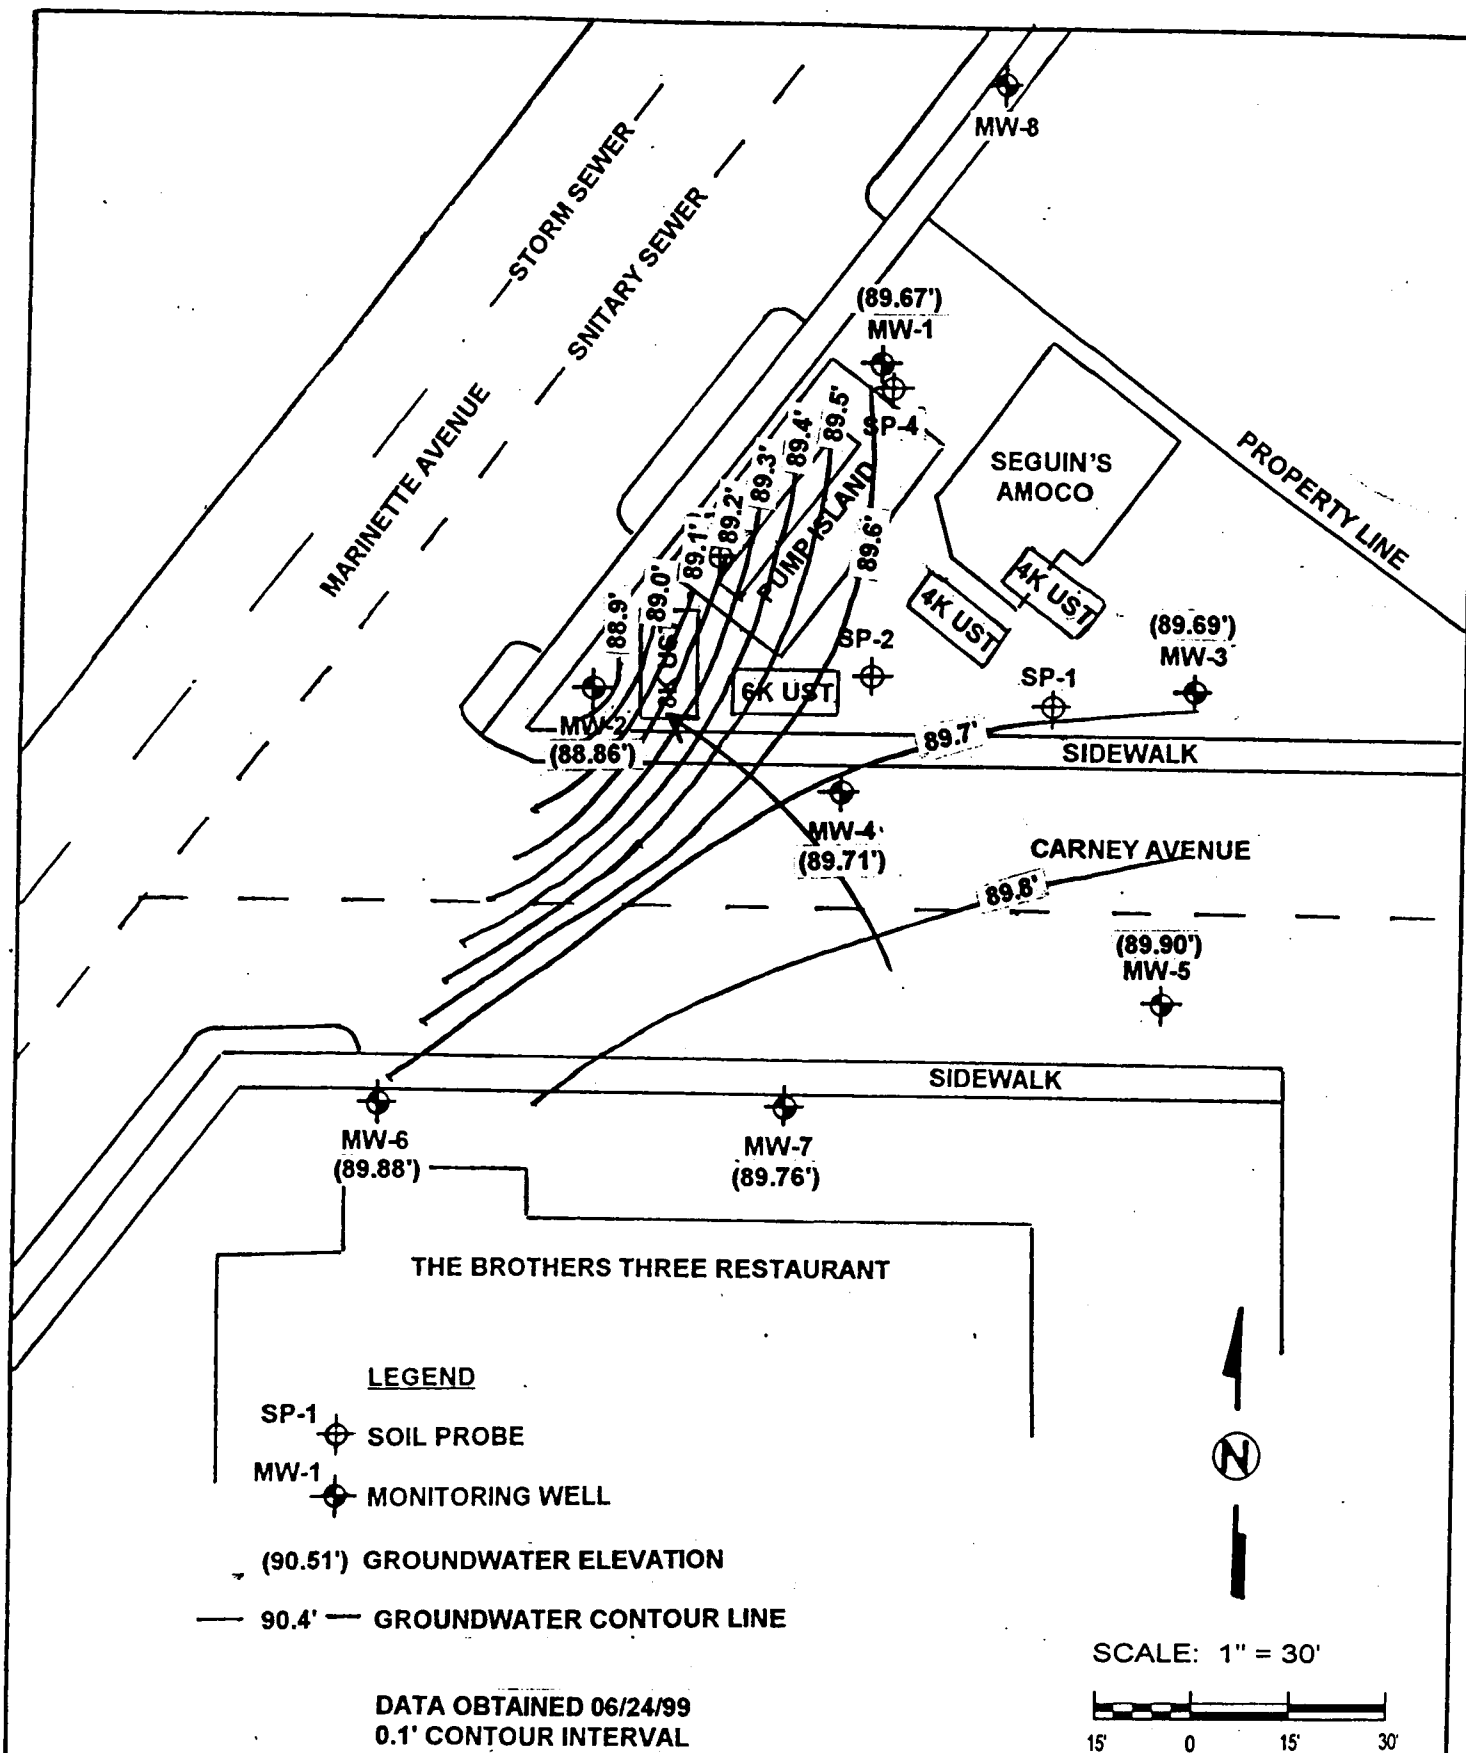 MW-8
STORM SEWER
SNITARY SEWER
MARINETTE AVENUE
(89.67')
MW-1
SP-4
SEGUIN'S
AMOCO
PROPERTY LINE
89.5'
89.4'
89.3'
89.2'
89.1'
89.0'
88.9'
89.6'
PUMP ISLAND
4K UST
4K UST
(89.69')
MW-3
SP-2
SP-1
6K UST
MW-2
(88.86')
89.7'
SIDEWALK
MW-4
(89.71')
CARNEY AVENUE
89.8'
(89.90')
MW-5
SIDEWALK
MW-6
(89.88')
MW-7
(89.76')
THE BROTHERS THREE RESTAURANT
LEGEND
SP-1
SOIL PROBE
MW-1
MONITORING WELL
(90.51') GROUNDWATER ELEVATION
90.4' GROUNDWATER CONTOUR LINE
N
SCALE: 1" = 30'
DATA OBTAINED 06/24/99
0.1' CONTOUR INTERVAL
15' 0 15' 30'